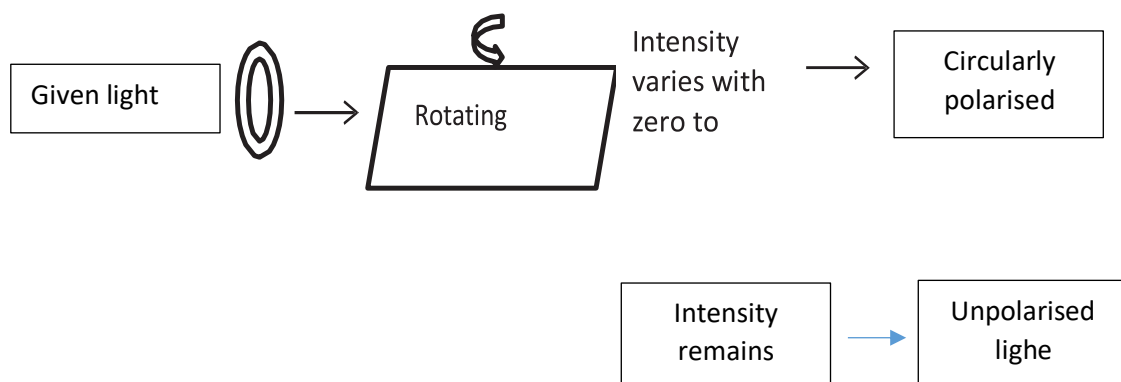 Given light
Rotating
Intensity
varies with
zero to
Circularly
polarised
Intensity
remains
Unpolarised
lighe